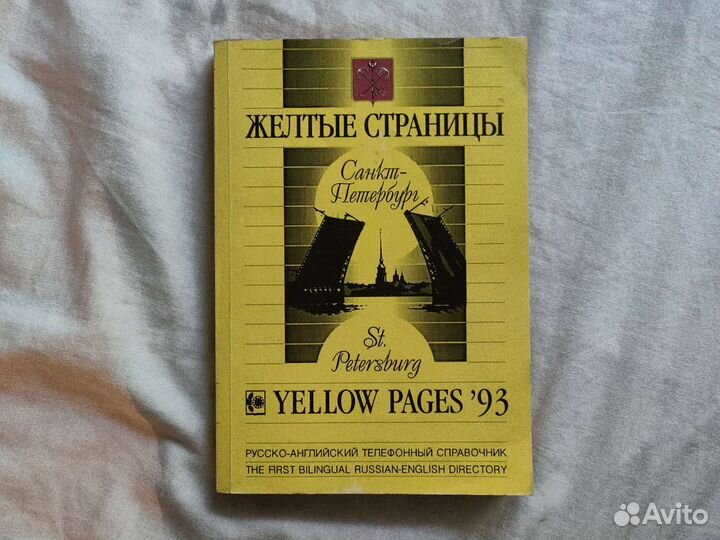 ЖЕЛТЫЕ СТРАНИЦЫ
Санкт-
Петербург
St.
Petersburg
YELLOW PAGES '93
РУССКО-АНГЛИЙСКИЙ ТЕЛЕФОННЫЙ СПРАВОЧНИК
THE FIRST BILINGUAL RUSSIAN-ENGLISH DIRECTORY
Avito